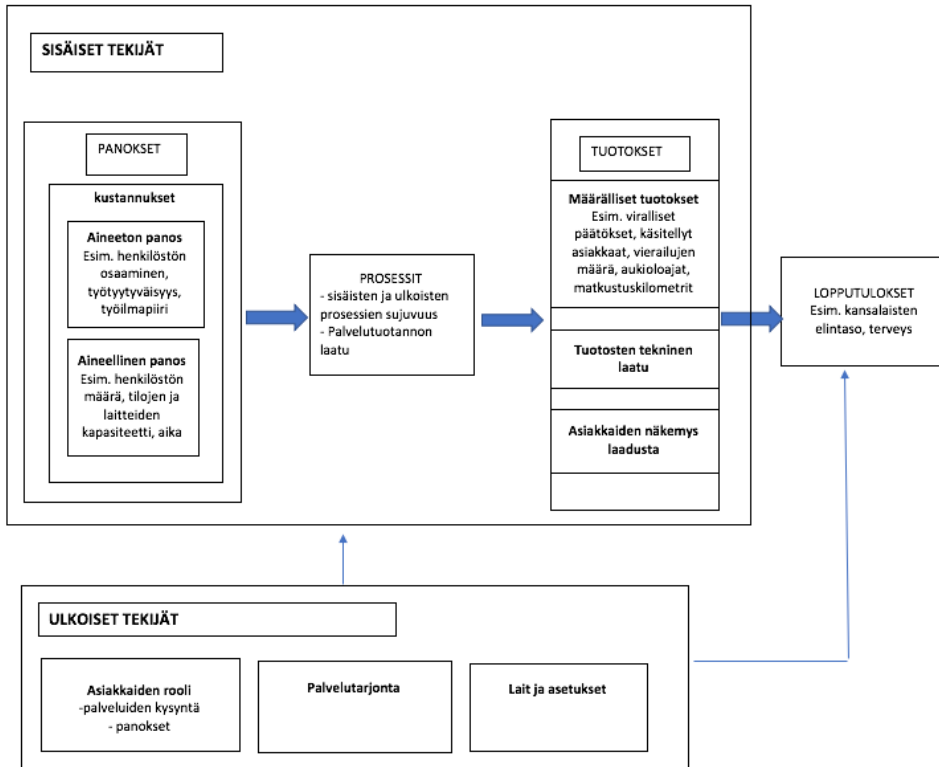 SISÄISET TEKIJÄT
PANOKSET
kustannukset
Aineeton panos
Esim. henkilöstön
osaaminen,
työtyytyväisyys,
työilmapiiri
Aineellinen panos
Esim. henkilöstön
määrä, tilojen ja
laitteiden
kapasiteetti, aika
PROSESSIT
- sisäisten ja ulkoisten
prosessien sujuvuus
- Palvelutuotannon
laatu
TUOTOKSET
Määrälliset tuotokset
Esim. viralliset
päätökset, käsitellyt
asiakkaat, vierailujen
määrä, aukioloajat,
matkustuskilometrit
Tuotosten tekninen
laatu
Asiakkaiden näkemys
laadusta
LOPPUTULOKSET
Esim. kansalaisten
elintaso, terveys
ULKOISET TEKIJÄT
Asiakkaiden rooli
-palveluiden kysyntä
- panokset
Palvelutarjonta
Lait ja asetukset